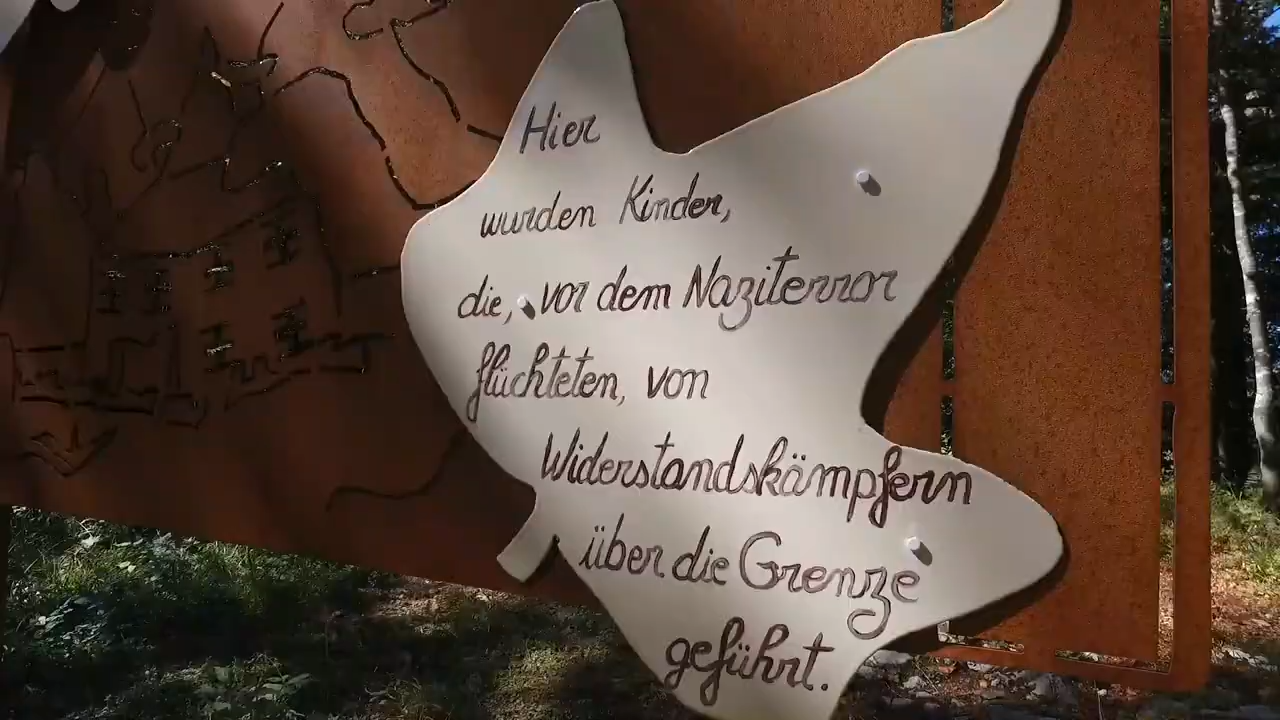 Hier
wurden Kinder,
die, vor dem Naziterror
flüchteten, von
Widerstandskämpfern
über die Grenze
geführt.